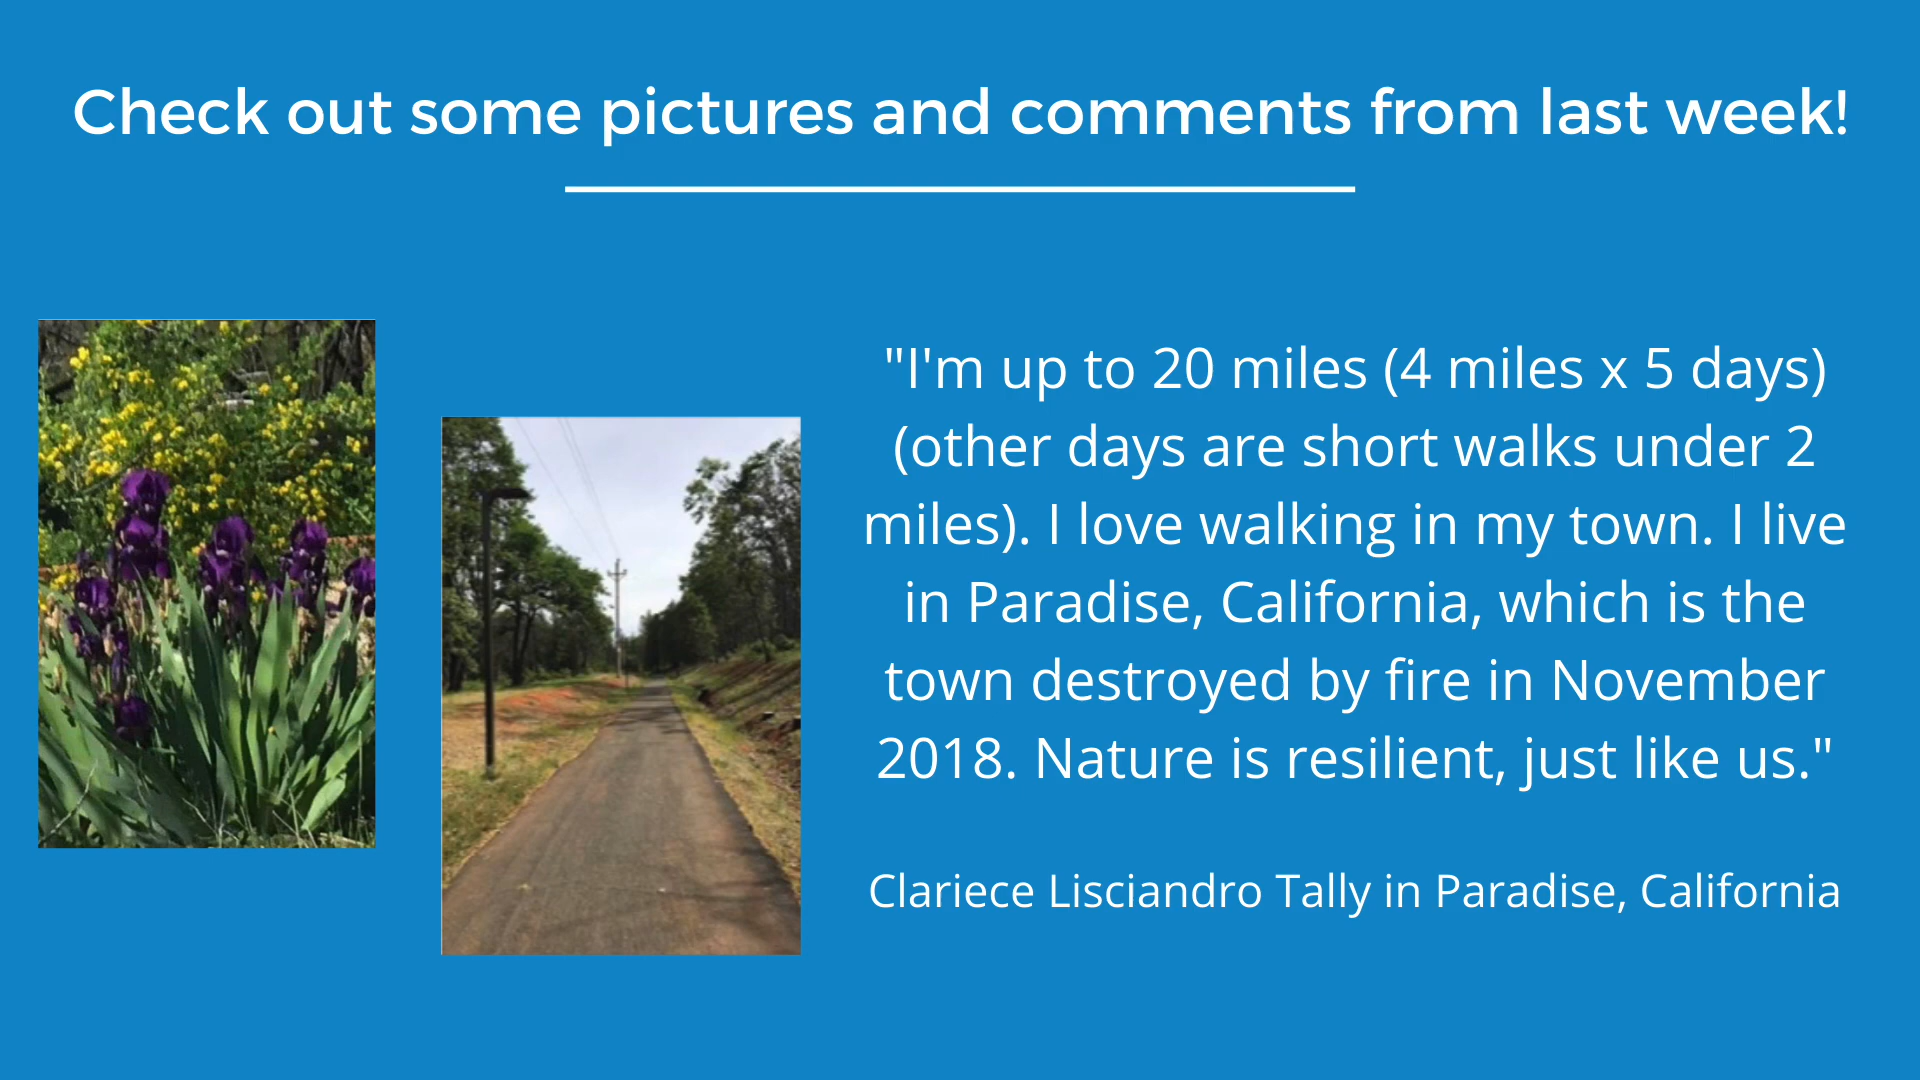 Check out some pictures and comments from last week!
"I'm up to 20 miles (4 miles x 5 days)
(other days are short walks under 2
miles). I love walking in my town. I live
in Paradise, California, which is the
town destroyed by fire in November
2018. Nature is resilient, just like us."
Clariece Lisciandro Tally in Paradise, California